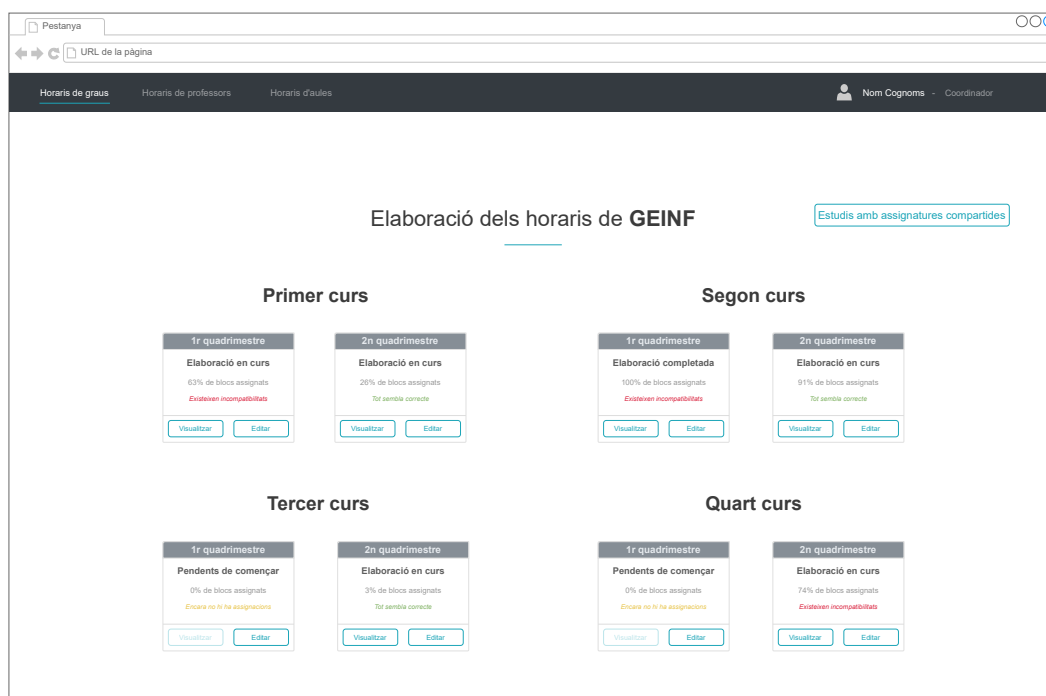 Pestanya
URL de la pàgina
Horaris de graus
Horaris de professors
Horaris d'aules
Nom Cognoms - Coordinador
Elaboració dels horaris de GEINF
Estudis amb assignatures compartides
Primer curs
1r quadrimestre
Elaboració en curs
63% de blocs assignats
Existeixen incompatibilitats
Visualitzar
Editar
2n quadrimestre
Elaboració en curs
26% de blocs assignats
Tot sembla correcte
Visualitzar
Editar
Segon curs
1r quadrimestre
Elaboració completada
100% de blocs assignats
Existeixen incompatibilitats
Visualitzar
Editar
2n quadrimestre
Elaboració en curs
91% de blocs assignats
Tot sembla correcte
Visualitzar
Editar
Tercer curs
1r quadrimestre
Pendents de començar
0% de blocs assignats
Encara no hi ha assignacions
Visualitzar
Editar
2n quadrimestre
Elaboració en curs
3% de blocs assignats
Tot sembla correcte
Visualitzar
Editar
Quart curs
1r quadrimestre
Pendents de començar
0% de blocs assignats
Encara no hi ha assignacions
Visualitzar
Editar
2n quadrimestre
Elaboració en curs
74% de blocs assignats
Existeixen incompatibilitats
Visualitzar
Editar